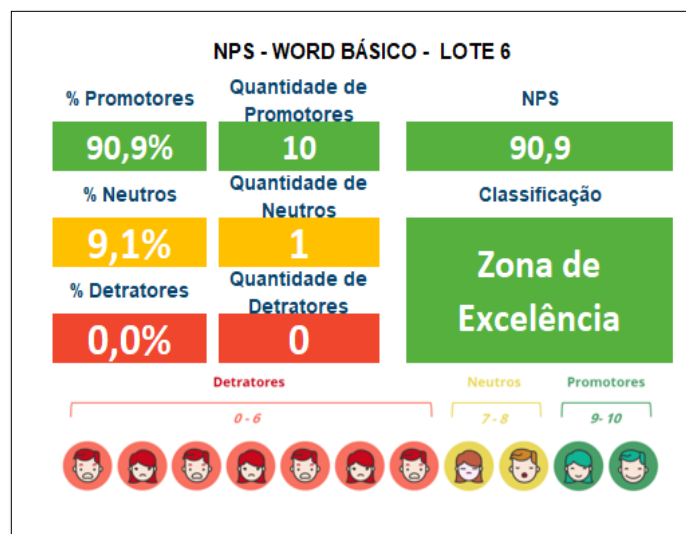 NPS - WORD BÁSICO -  LOTE 6
% Promotores
Quantidade de
Promotores
NPS
90,9%
10
90,9
% Neutros
Quantidade de
Neutros
Classificação
9,1%
1
Zona de
Excelência
% Detratores
Quantidade de
Detratores
0,0%
0
Detratores
Neutros
Promotores
0 - 6
7 - 8
9- 10